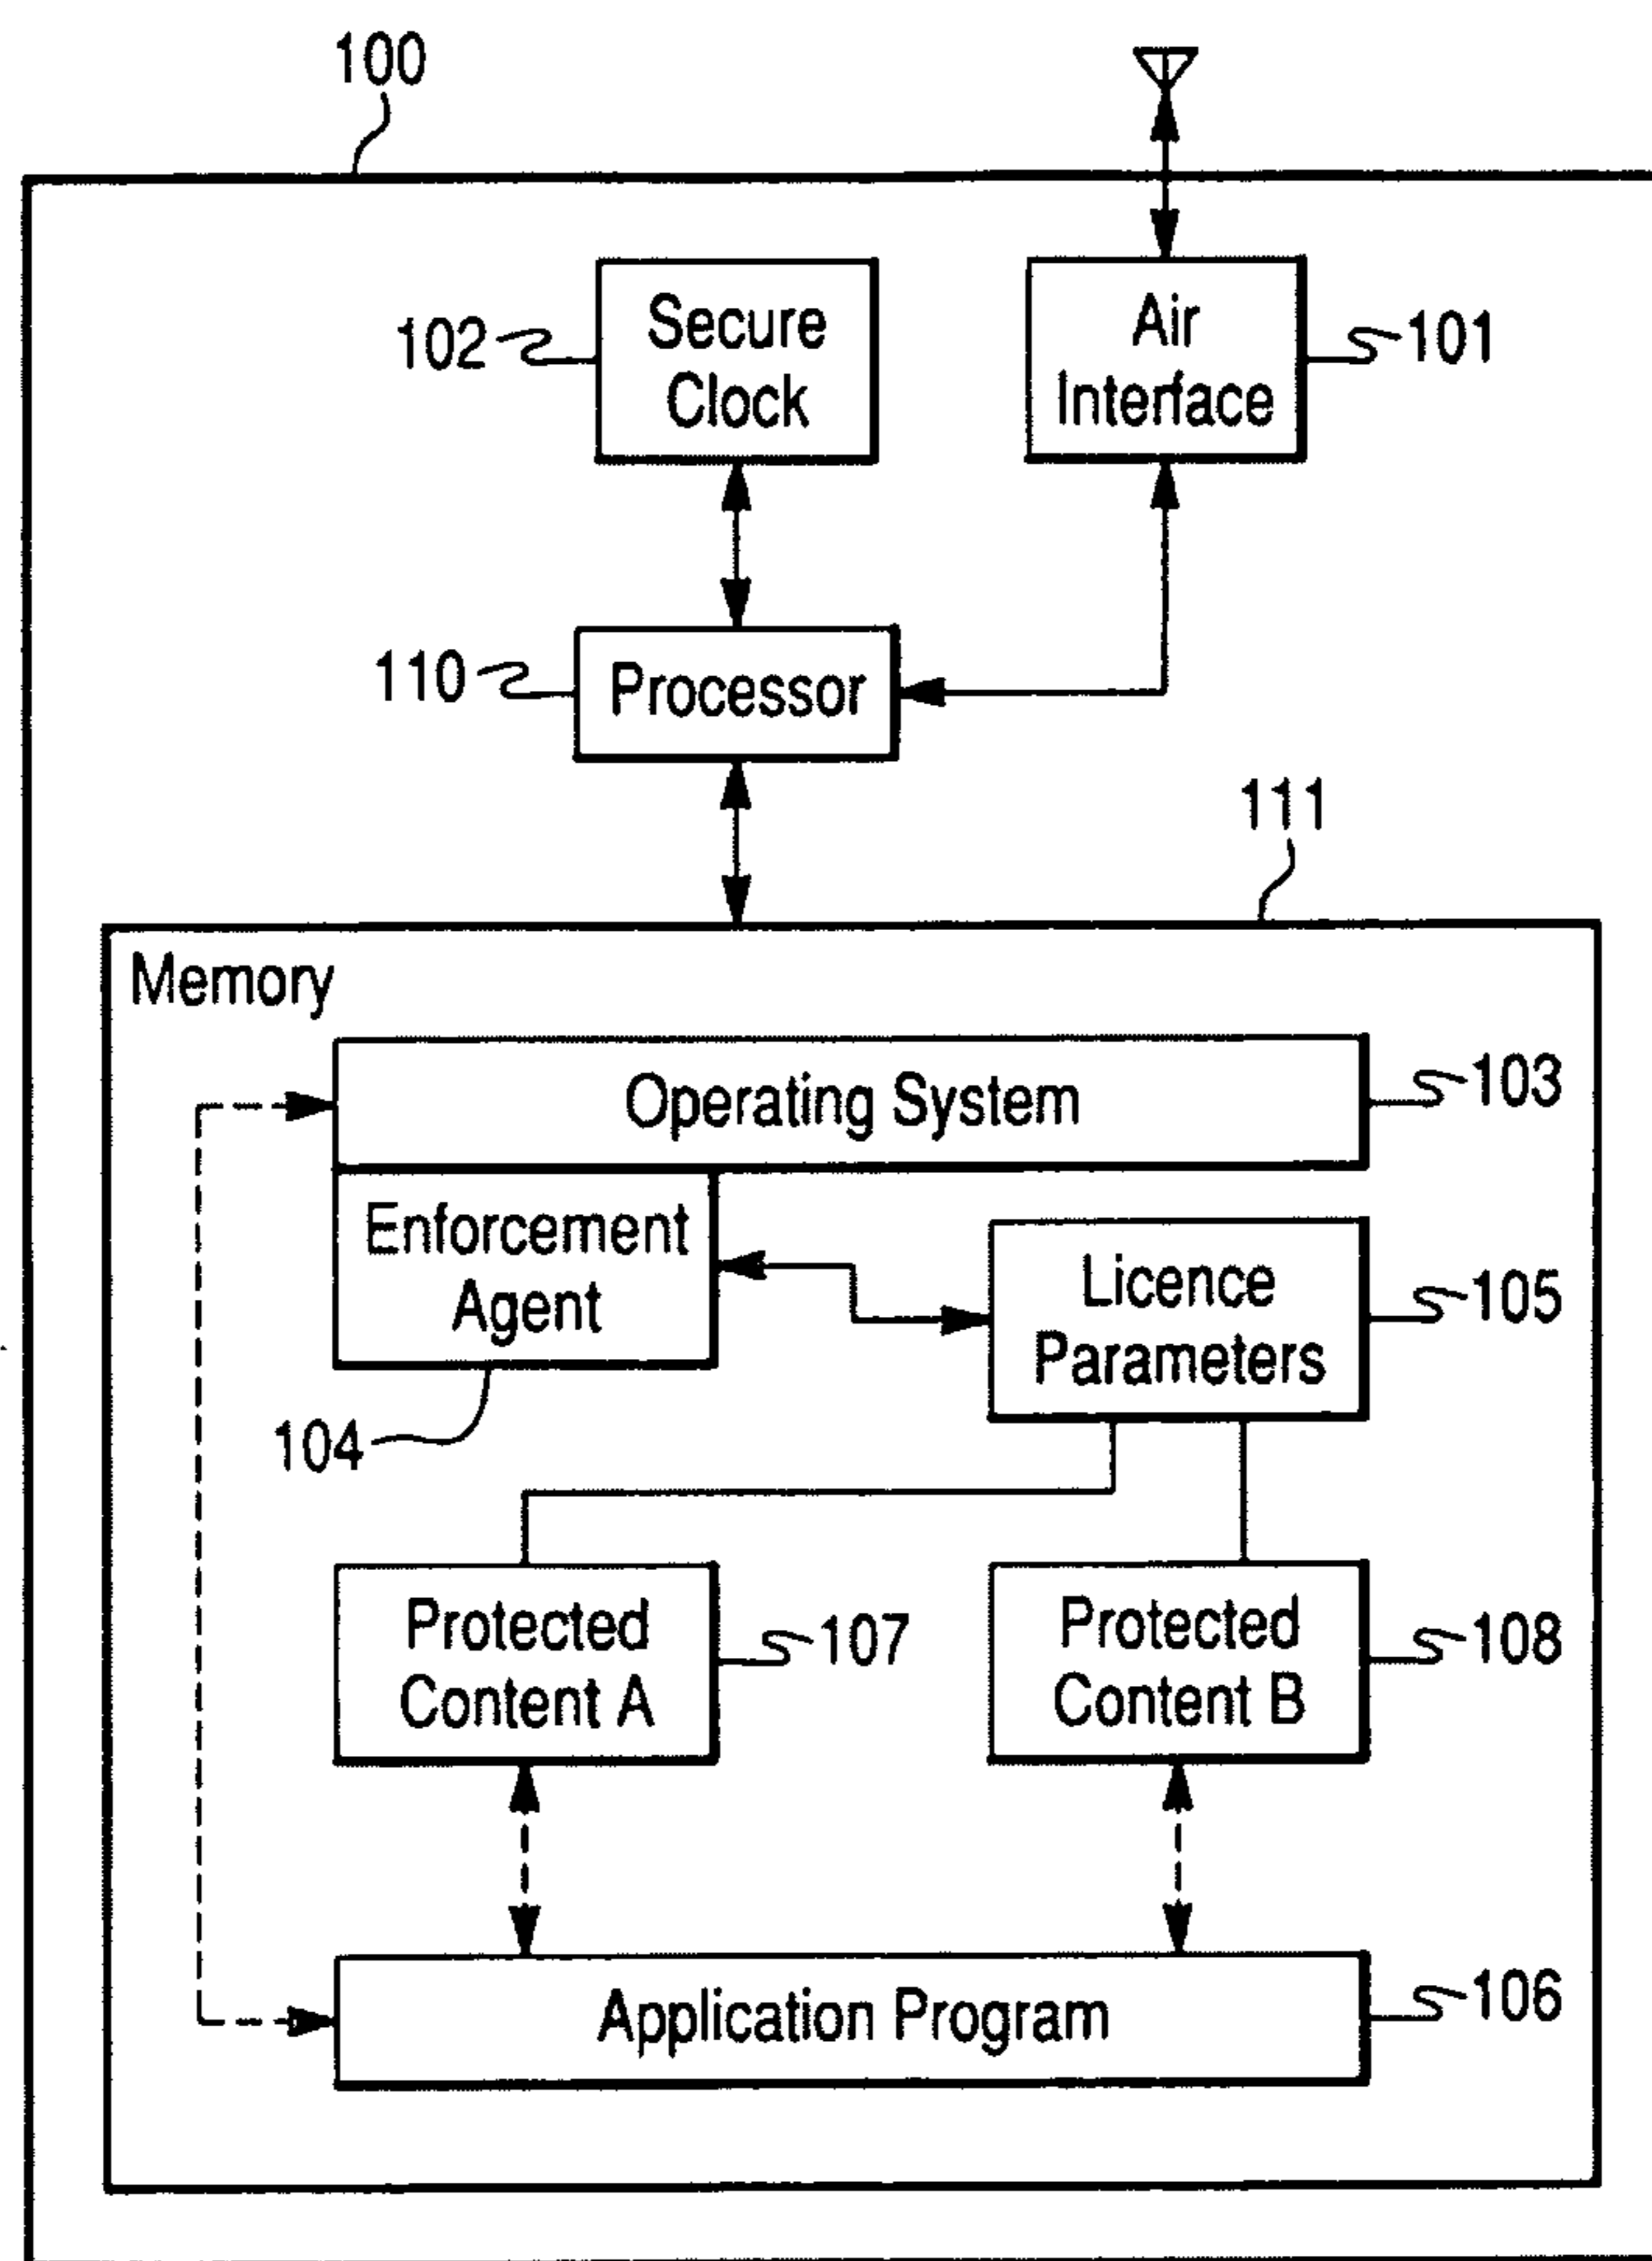 100
102
Secure
Clock
Air
Interface
101
110
Processor
111
Memory
Operating System
103
Enforcement
Agent
Licence
Parameters
105
104
Protected
Content A
107
Protected
Content B
108
Application Program
106